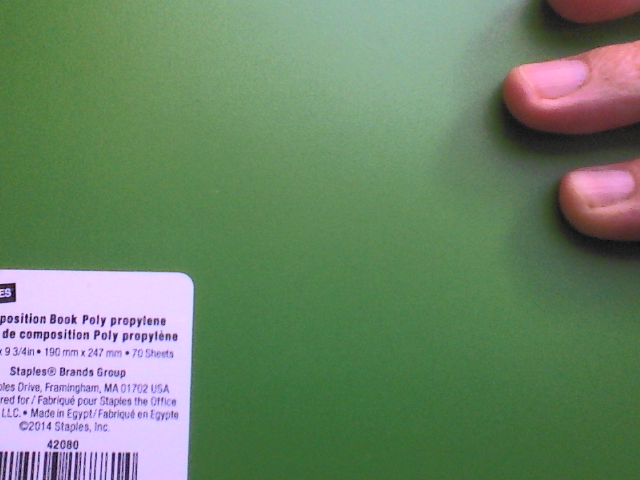 ES
position Book Poly propylene
de composition Poly propylène
x 9 3/4in • 190 mm x 247 mm • 70 Sheets
Staples® Brands Group
ples Drive, Framingham, MA 01702 USA
red for / Fabriqué pour Staples the Office
LLC. • Made in Egypt/ Fabriqué en Egypte
©2014 Staples, Inc.
42080